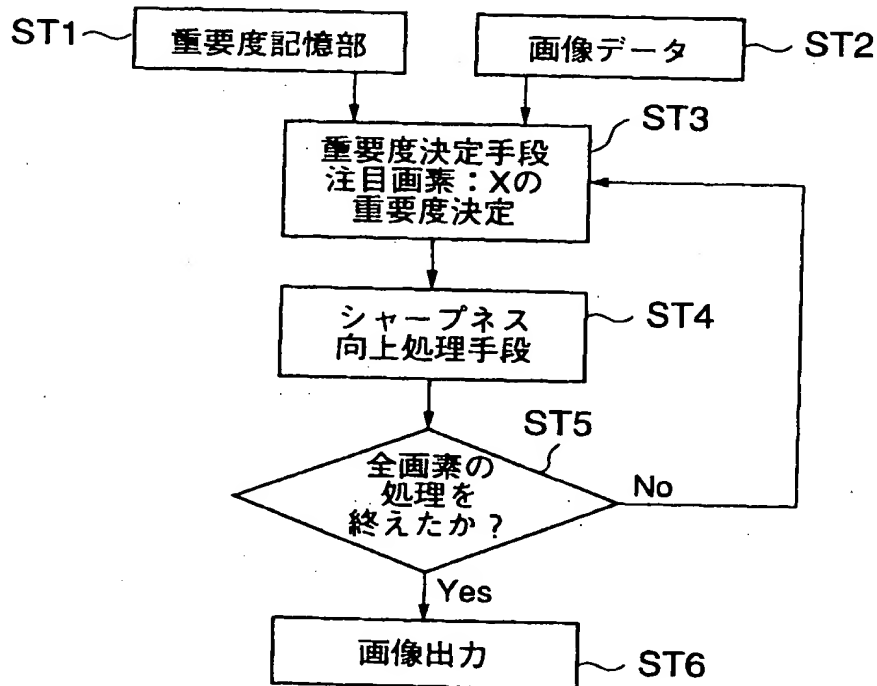 ST1
重要度記憶部
画像データ
ST2
ST3
重要度決定手段
注目画素：Xの
重要度決定
シャープネス
向上処理手段
ST4
ST5
全画素の
処理を
終えたか？
No
Yes
画像出力
ST6